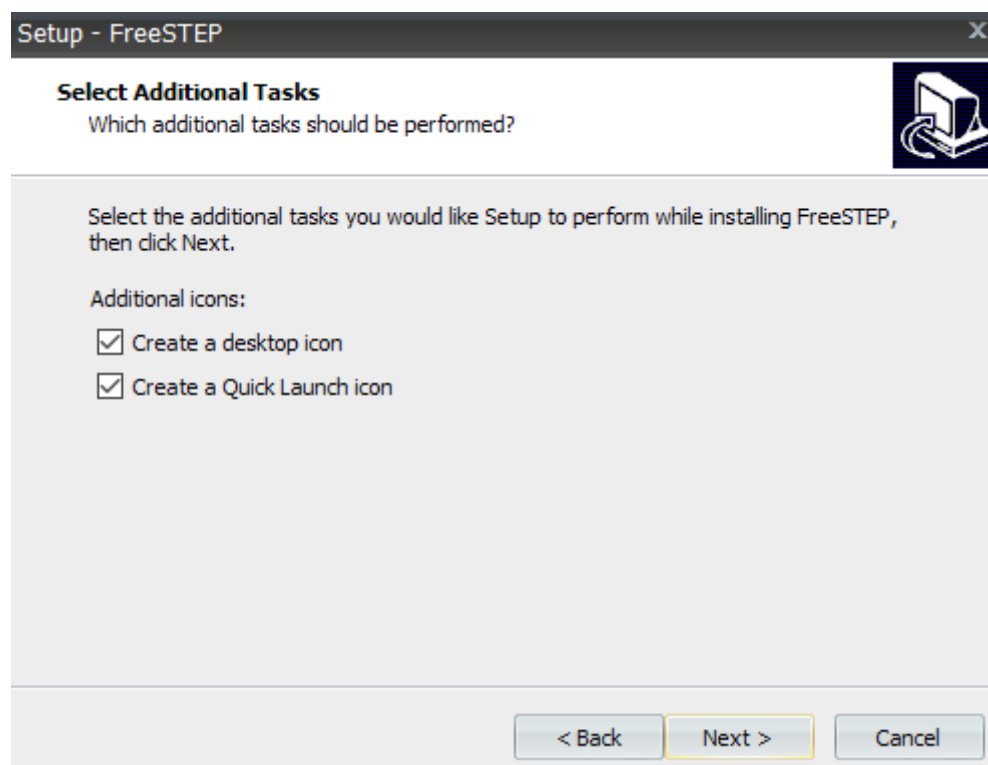 Setup - FreeSTEP
Select Additional Tasks
Which additional tasks should be performed?
Select the additional tasks you would like Setup to perform while installing FreeSTEP,
then click Next.
Additional icons:
Create a desktop icon
Create a Quick Launch icon
< Back
Next >
Cancel